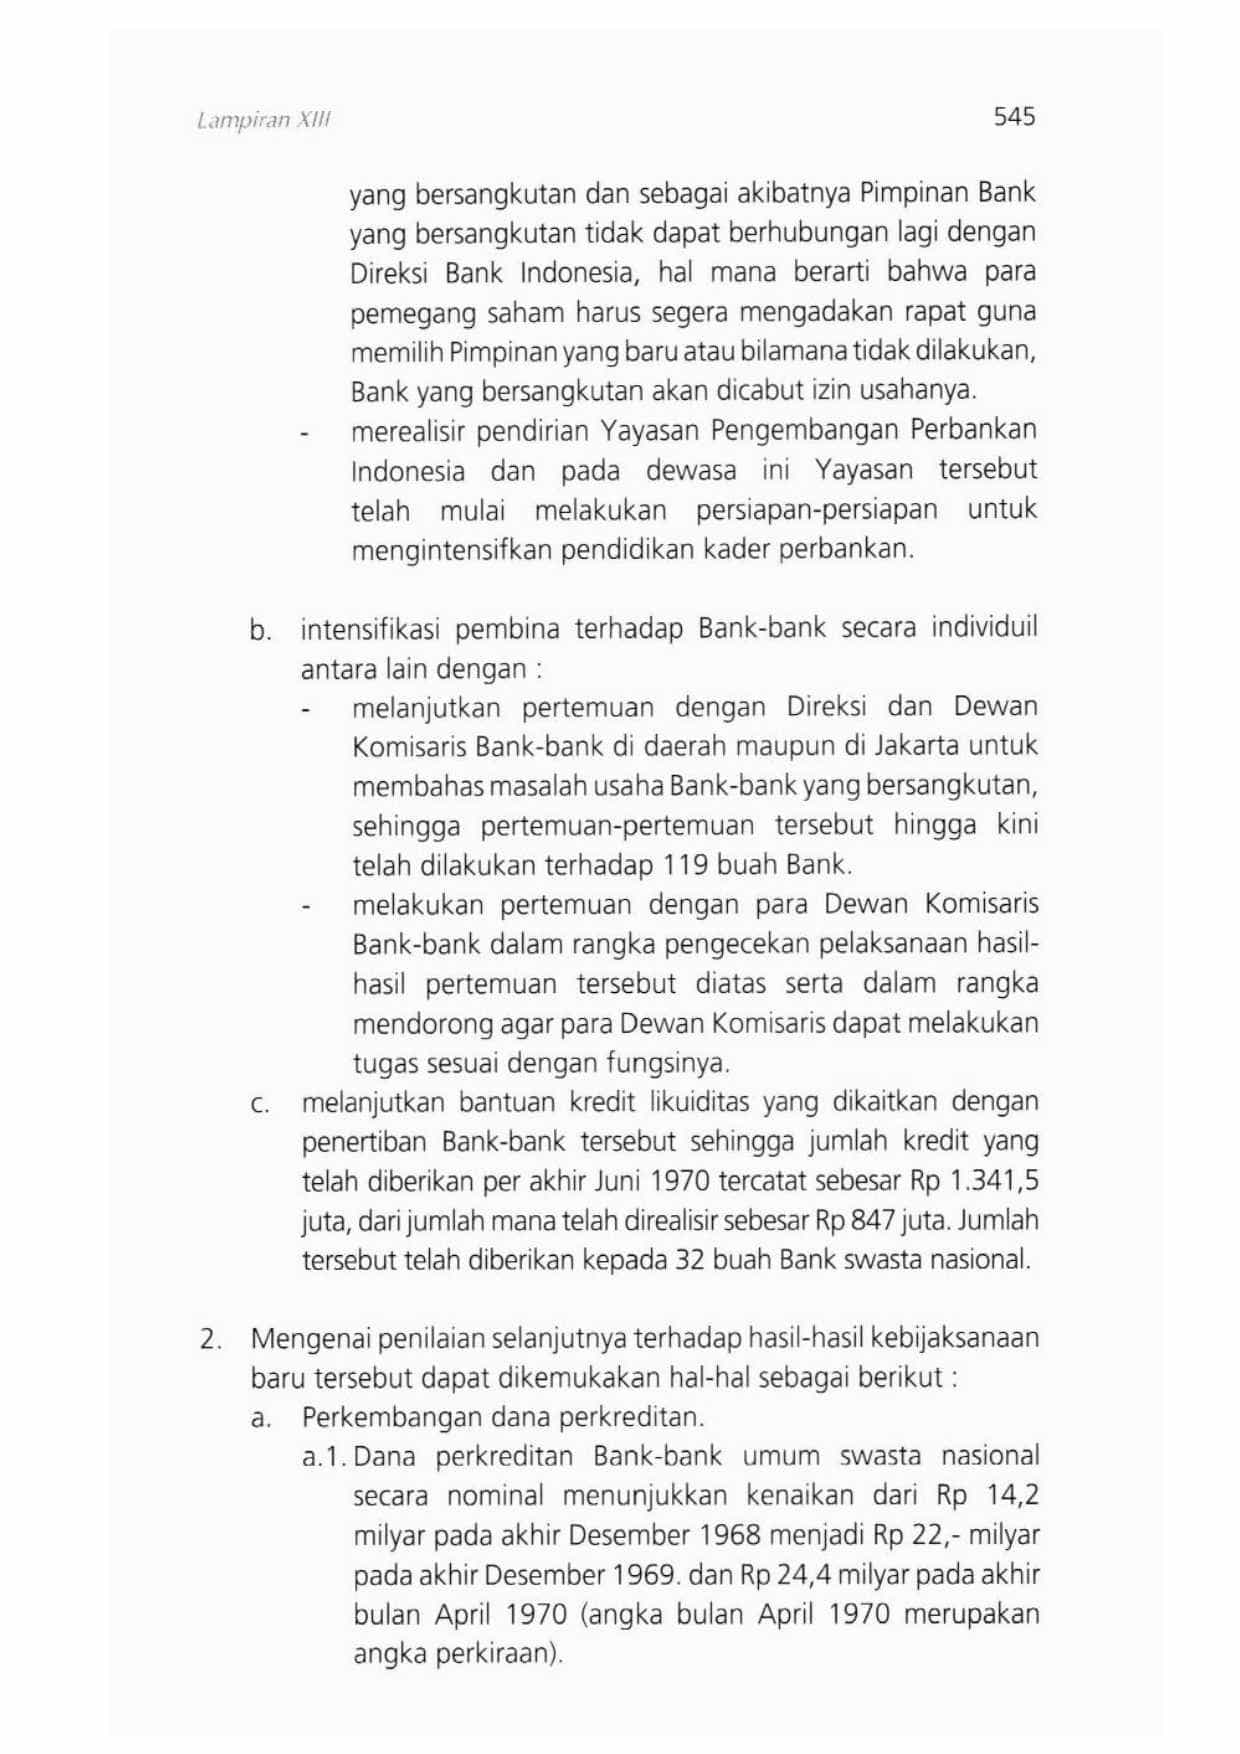 Lampiran XIII
545
yang bersangkutan dan sebagai akibatnya Pimpinan Bank
yang bersangkutan tidak dapat berhubungan lagi dengan
Direksi Bank Indonesia, hal mana berarti bahwa para
pemegang saham harus segera mengadakan rapat guna
memilih Pimpinan yang baru atau bilamana tidak dilakukan,
Bank yang bersangkutan akan dicabut izin usahanya.
- merealisir pendirian Yayasan Pengembangan Perbankan
Indonesia dan pada dewasa ini Yayasan tersebut
telah mulai melakukan persiapan-persiapan untuk
mengintensifkan pendidikan kader perbankan.
b. intensifikasi pembina terhadap Bank-bank secara individuil
antara lain dengan :
- melanjutkan pertemuan dengan Direksi dan Dewan
Komisaris Bank-bank di daerah maupun di Jakarta untuk
membahas masalah usaha Bank-bank yang bersangkutan,
sehingga pertemuan-pertemuan tersebut hingga kini
telah dilakukan terhadap 119 buah Bank.
- melakukan pertemuan dengan para Dewan Komisaris
Bank-bank dalam rangka pengecekan pelaksanaan hasil-
hasil pertemuan tersebut diatas serta dalam rangka
mendorong agar para Dewan Komisaris dapat melakukan
tugas sesuai dengan fungsinya.
c. melanjutkan bantuan kredit likuiditas yang dikaitkan dengan
penertiban Bank-bank tersebut sehingga jumlah kredit yang
telah diberikan per akhir Juni 1970 tercatat sebesar Rp 1.341,5
juta, dari jumlah mana telah direalisir sebesar Rp 847 juta. Jumlah
tersebut telah diberikan kepada 32 buah Bank swasta nasional.
2. Mengenai penilaian selanjutnya terhadap hasil-hasil kebijaksanaan
baru tersebut dapat dikemukakan hal-hal sebagai berikut :
a. Perkembangan dana perkreditan.
a.1. Dana perkreditan Bank-bank umum swasta nasional
secara nominal menunjukkan kenaikan dari Rp 14,2
milyar pada akhir Desember 1968 menjadi Rp 22,- milyar
pada akhir Desember 1969. dan Rp 24,4 milyar pada akhir
bulan April 1970 (angka bulan April 1970 merupakan
angka perkiraan).